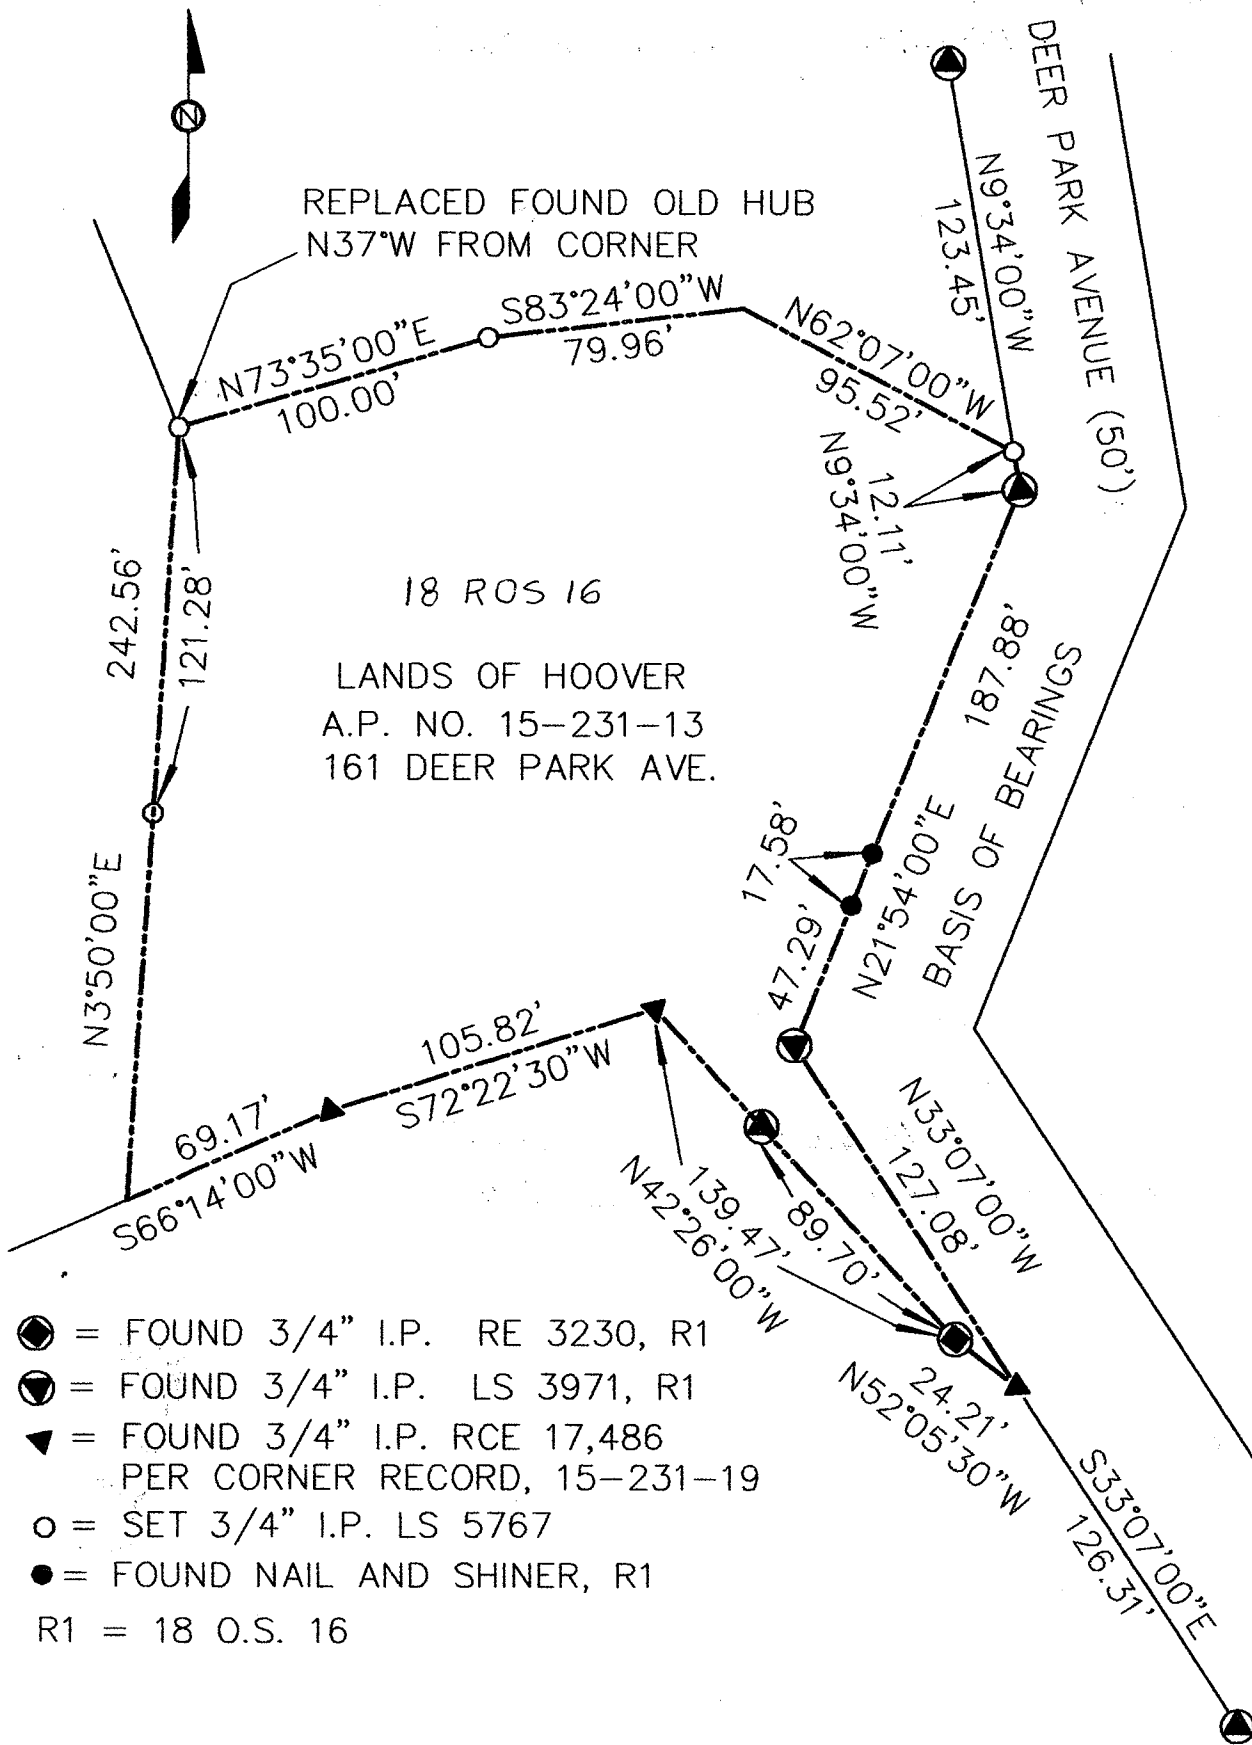 N
DEER PARK AVENUE (50')
N9°34'00"W
123.45'
REPLACED FOUND OLD HUB
N37°W FROM CORNER
N73°35'00"E
100.00'
S83°24'00"W
79.96'
N62°07'00"W
95.52'
12.11'
N9°34'00"W
242.56'
121.28'
N3°50'00"E
18 ROS 16
LANDS OF HOOVER
A.P. NO. 15-231-13
161 DEER PARK AVE.
187.88'
17.58'
47.29'
N21°54'00"E
BASIS OF BEARINGS
105.82'
S72°22'30"W
69.17'
S66°14'00"W
N33°07'00"W
127.08'
139.47'
N42°26'00"W
89.70'
24.21'
N52°05'30"W
S33°07'00"E
126.31'
= FOUND 3/4" I.P. RE 3230, R1
= FOUND 3/4" I.P. LS 3971, R1
= FOUND 3/4" I.P. RCE 17,486
PER CORNER RECORD, 15-231-19
= SET 3/4" I.P. LS 5767
= FOUND NAIL AND SHINER, R1
R1 = 18 O.S. 16